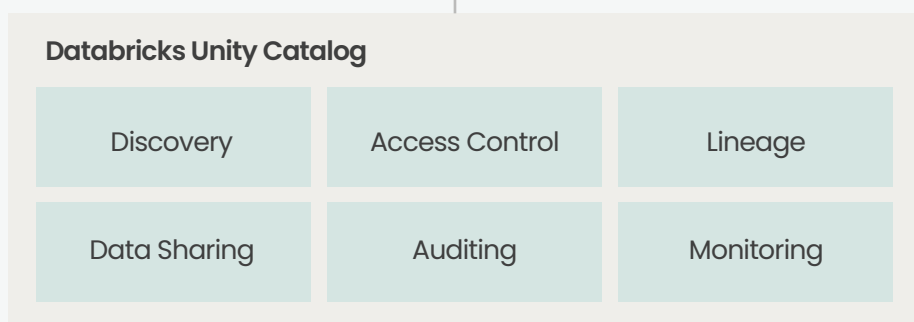 Databricks Unity Catalog
Discovery
Access Control
Lineage
Data Sharing
Auditing
Monitoring